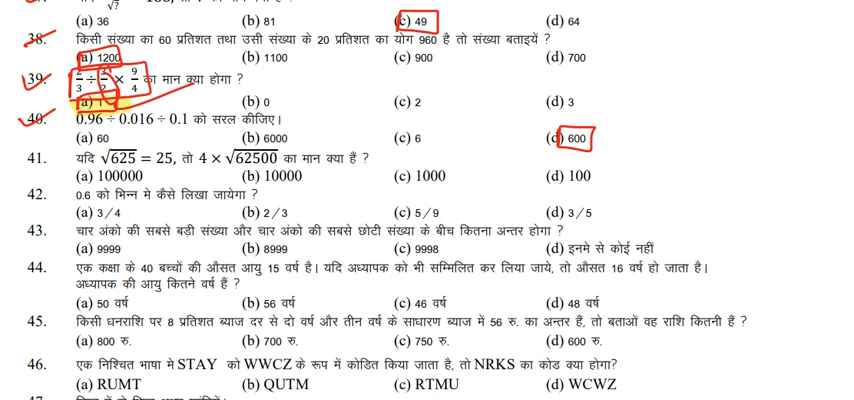 (a) 36 (b) 81 (c) 49 (d) 64
38. किसी संख्या का 60 प्रतिशत तथा उसी संख्या के 20 प्रतिशत का योग 960 है तो संख्या बताइयें ?
(a) 1200 (b) 1100 (c) 900 (d) 700
39. 2/3 ÷ 3/2 × 9/4 का मान क्या होगा ?
(a) 1 (b) 0 (c) 2 (d) 3
40. 0.96 ÷ 0.016 ÷ 0.1 को सरल कीजिए।
(a) 60 (b) 6000 (c) 6 (d) 600
41. यदि √625 = 25, तो 4 × √62500 का मान क्या हैं ?
(a) 100000 (b) 10000 (c) 1000 (d) 100
42. 0.6 को भिन्न मे कैसे लिखा जायेगा ?
(a) 3/4 (b) 2/3 (c) 5/9 (d) 3/5
43. चार अंको की सबसे बड़ी संख्या और चार अंको की सबसे छोटी संख्या के बीच कितना अन्तर होगा ?
(a) 9999 (b) 8999 (c) 9998 (d) इनमे से कोई नहीं
44. एक कक्षा के 40 बच्चों की औसत आयु 15 वर्ष है। यदि अध्यापक को भी सम्मिलित कर लिया जाये, तो औसत 16 वर्ष हो जाता है।
अध्यापक की आयु कितने वर्ष हैं ?
(a) 50 वर्ष (b) 56 वर्ष (c) 46 वर्ष (d) 48 वर्ष
45. किसी धनराशि पर 8 प्रतिशत ब्याज दर से दो वर्ष और तीन वर्ष के साधारण ब्याज में 56 रु. का अन्तर हैं, तो बताओं वह राशि कितनी हैं ?
(a) 800 रु. (b) 700 रु. (c) 750 रु. (d) 600 रु.
46. एक निश्चित भाषा मे STAY को WWCZ के रूप में कोडित किया जाता है, तो NRKS का कोड क्या होगा?
(a) RUMT (b) QUTM (c) RTMU (d) WCWZ